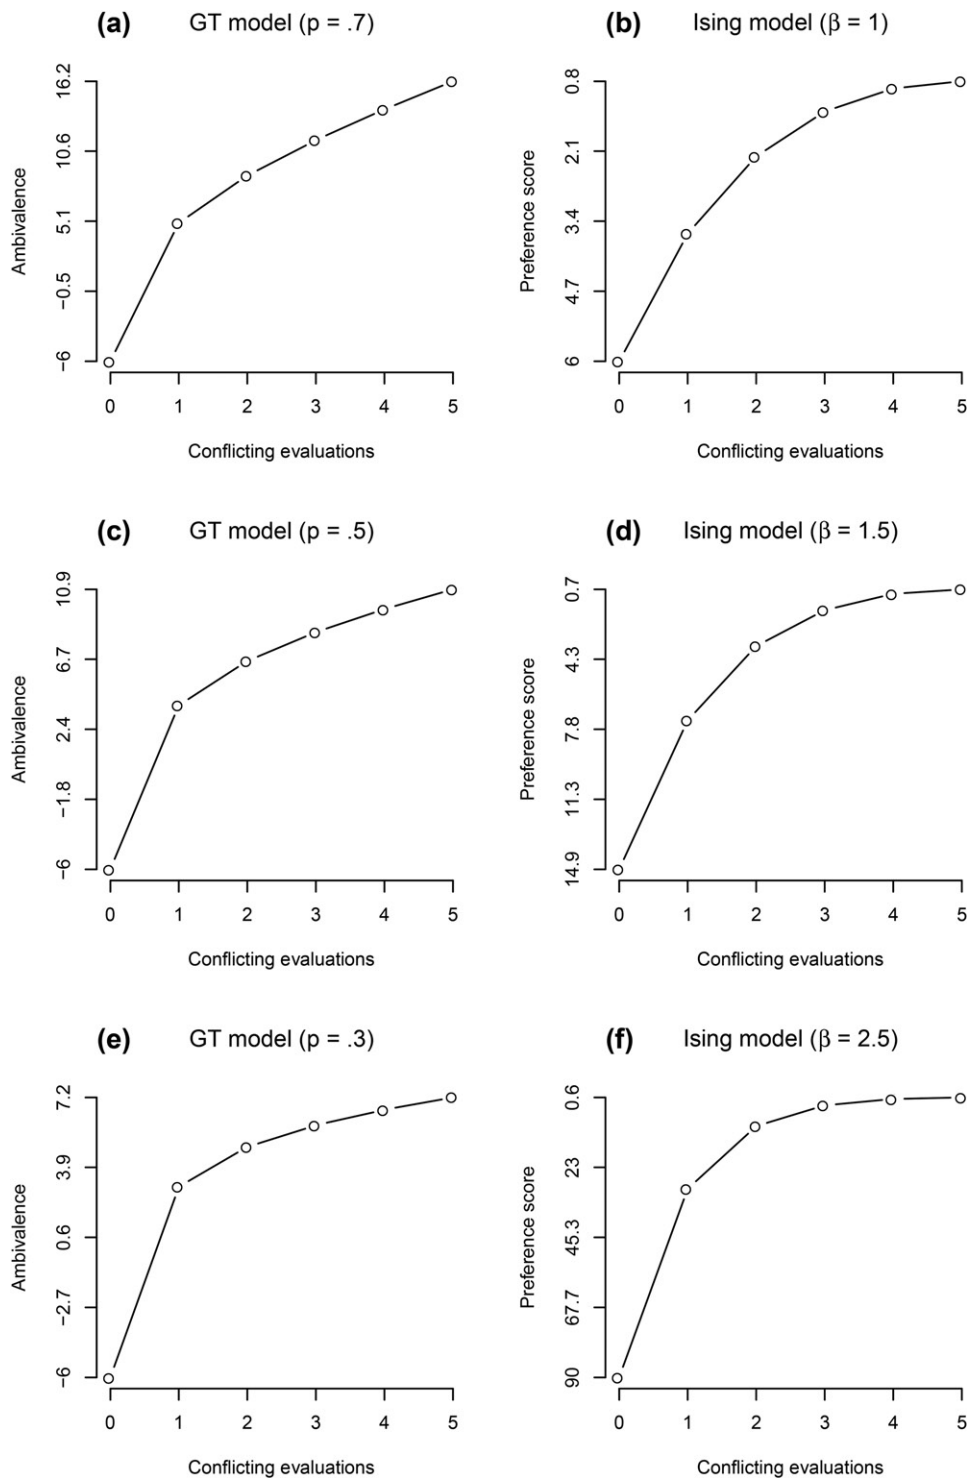 (a) GT model (p = .7)
Ambivalence
16.2
10.6
5.1
−0.5
−6
0 1 2 3 4 5
Conflicting evaluations
(b) Ising model (β = 1)
Preference score
0.8
2.1
3.4
4.7
6
0 1 2 3 4 5
Conflicting evaluations
(c) GT model (p = .5)
Ambivalence
10.9
6.7
2.4
−1.8
−6
0 1 2 3 4 5
Conflicting evaluations
(d) Ising model (β = 1.5)
Preference score
0.7
4.3
7.8
11.3
14.9
0 1 2 3 4 5
Conflicting evaluations
(e) GT model (p = .3)
Ambivalence
7.2
3.9
0.6
−2.7
−6
0 1 2 3 4 5
Conflicting evaluations
(f) Ising model (β = 2.5)
Preference score
0.6
23
45.3
67.7
90
0 1 2 3 4 5
Conflicting evaluations